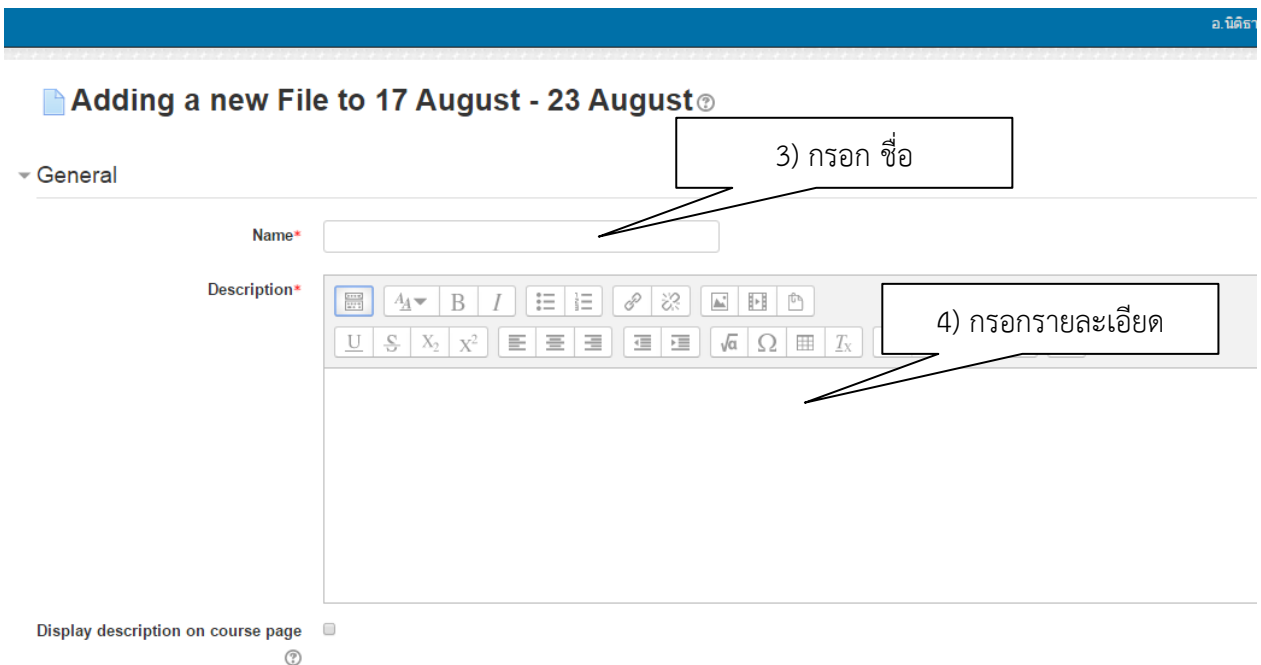 อ.นิติธา
Adding a new File to 17 August - 23 August
3) กรอก ชื่อ
General
Name*
Description*
4) กรอกรายละเอียด
Display description on course page